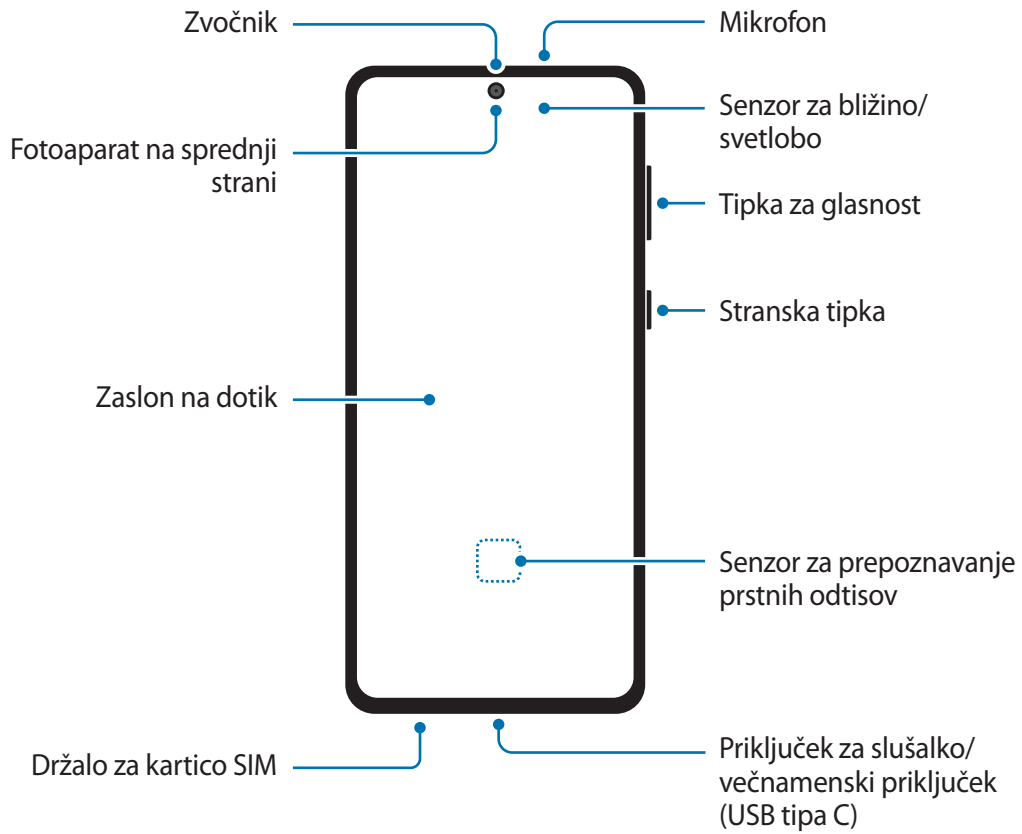 Zvočnik
Fotoaparat na sprednji
strani
Zaslon na dotik
Držalo za kartico SIM
Mikrofon
Senzor za bližino/
svetlobo
Tipka za glasnost
Stranska tipka
Senzor za prepoznavanje
prstnih odtisov
Priključek za slušalko/
večnamenski priključek
(USB tipa C)